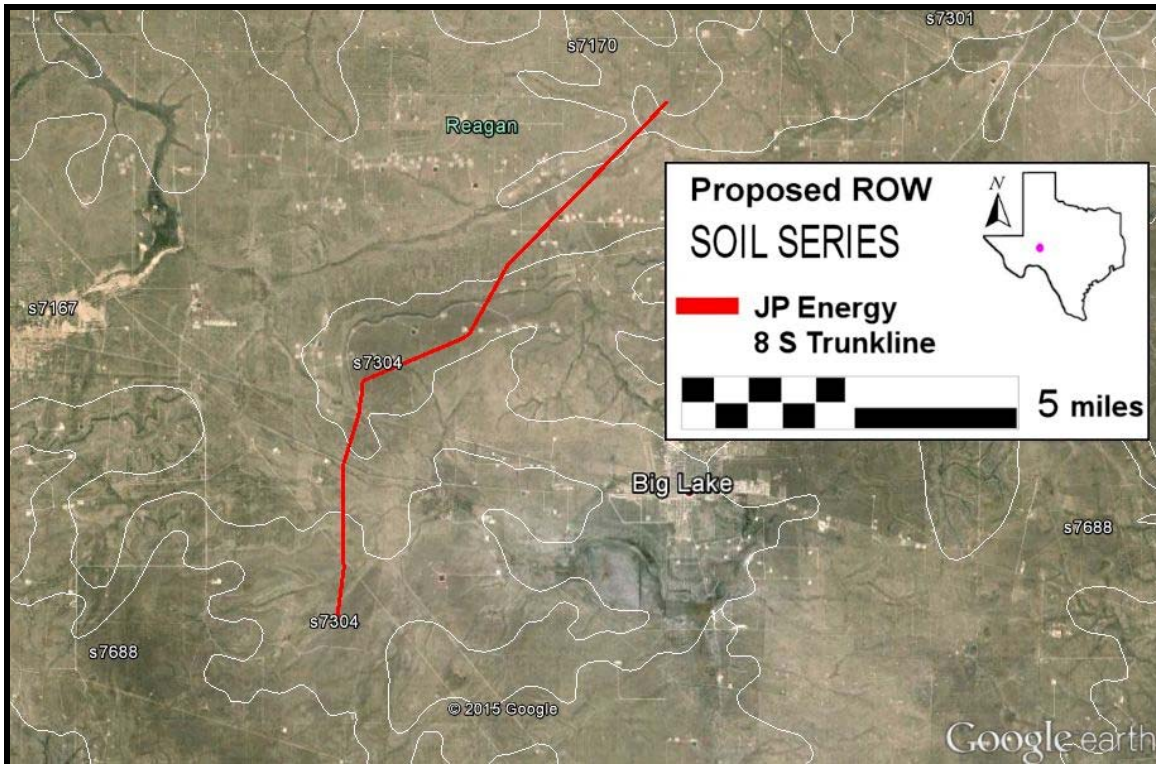 s7301
s7170
Reagan
Proposed ROW
SOIL SERIES
N
JP Energy
8 S Trunkline
5 miles
s7167
s7304
Big Lake
s7688
s7304
s7688
© 2015 Google
Google earth